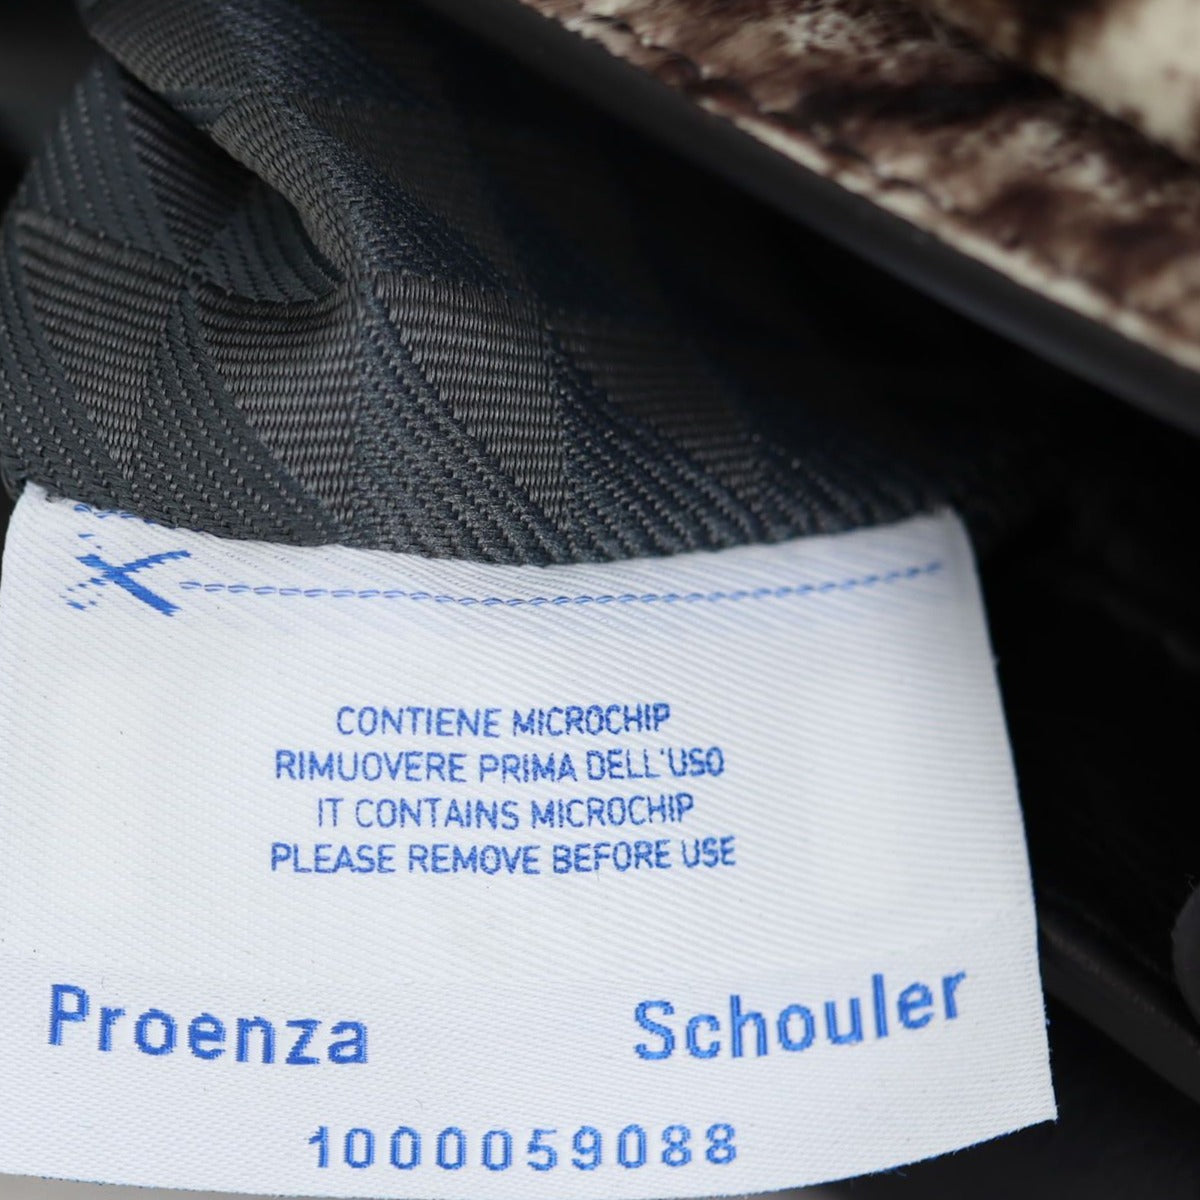 CONTIENE MICROCHIP
RIMUOVERE PRIMA DELL'USO
IT CONTAINS MICROCHIP
PLEASE REMOVE BEFORE USE
Proenza Schouler
1000059088